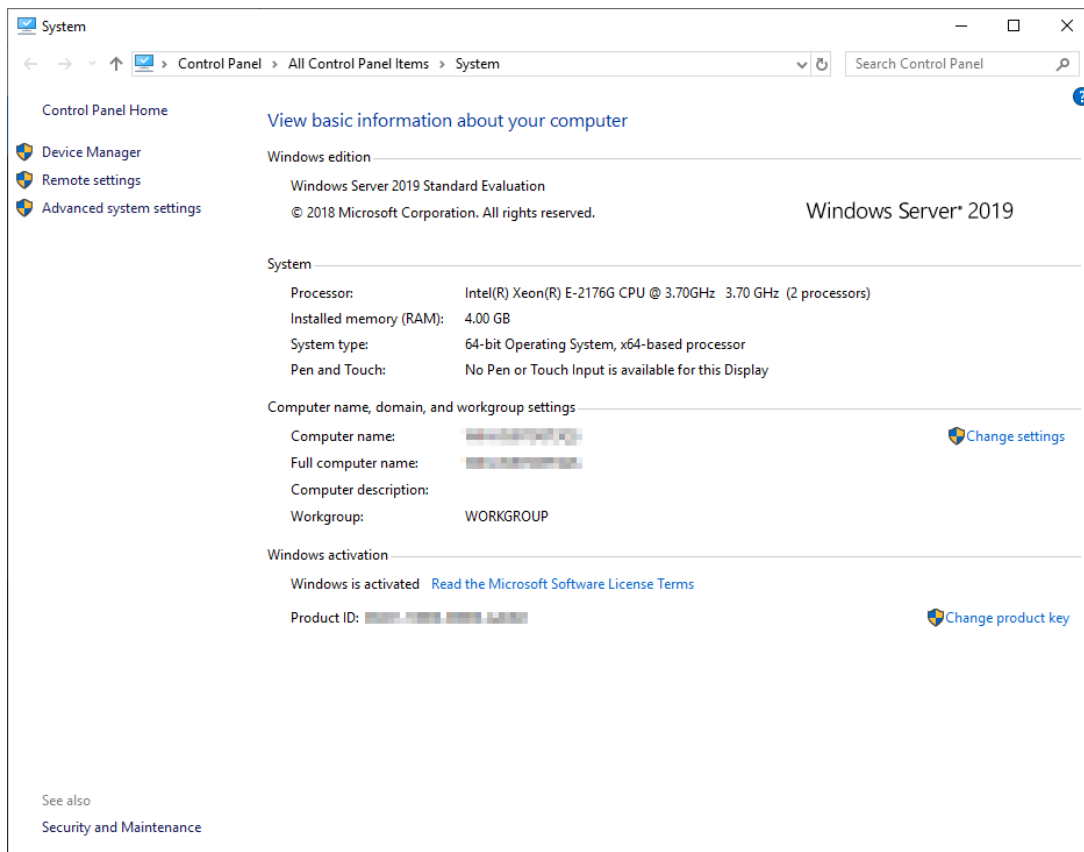 System
Control Panel > All Control Panel Items > System
Search Control Panel
Control Panel Home
Device Manager
Remote settings
Advanced system settings
View basic information about your computer
Windows edition
Windows Server 2019 Standard Evaluation
© 2018 Microsoft Corporation. All rights reserved.
Windows Server® 2019
System
Processor: Intel(R) Xeon(R) E-2176G CPU @ 3.70GHz 3.70 GHz (2 processors)
Installed memory (RAM): 4.00 GB
System type: 64-bit Operating System, x64-based processor
Pen and Touch: No Pen or Touch Input is available for this Display
Computer name, domain, and workgroup settings
Computer name:
Change settings
Full computer name:
Computer description:
Workgroup: WORKGROUP
Windows activation
Windows is activated Read the Microsoft Software License Terms
Product ID:
Change product key
See also
Security and Maintenance